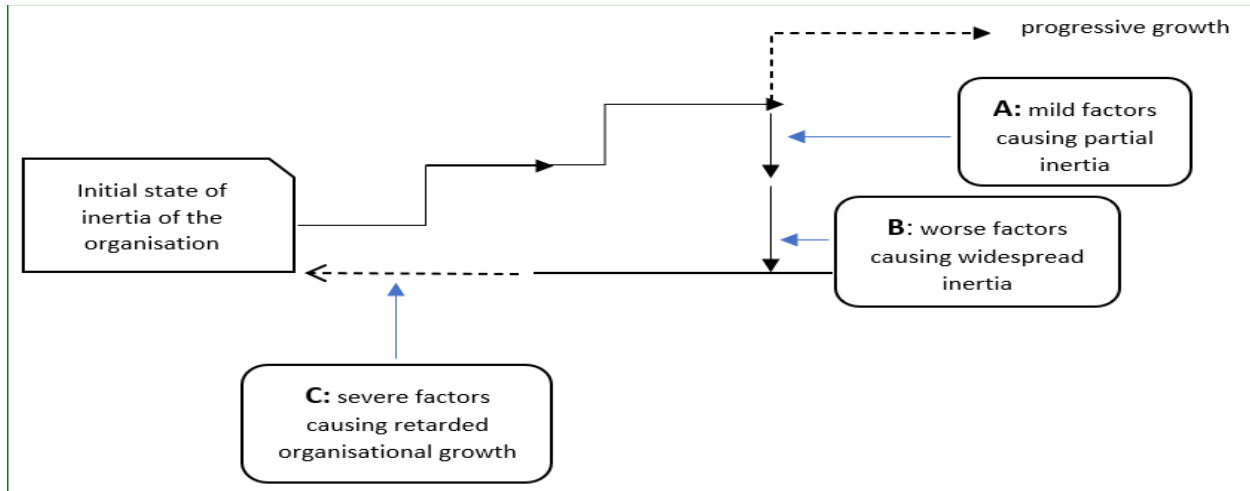 progressive growth
A: mild factors
causing partial
inertia
Initial state of
inertia of the
organisation
B: worse factors
causing widespread
inertia
C: severe factors
causing retarded
organisational growth